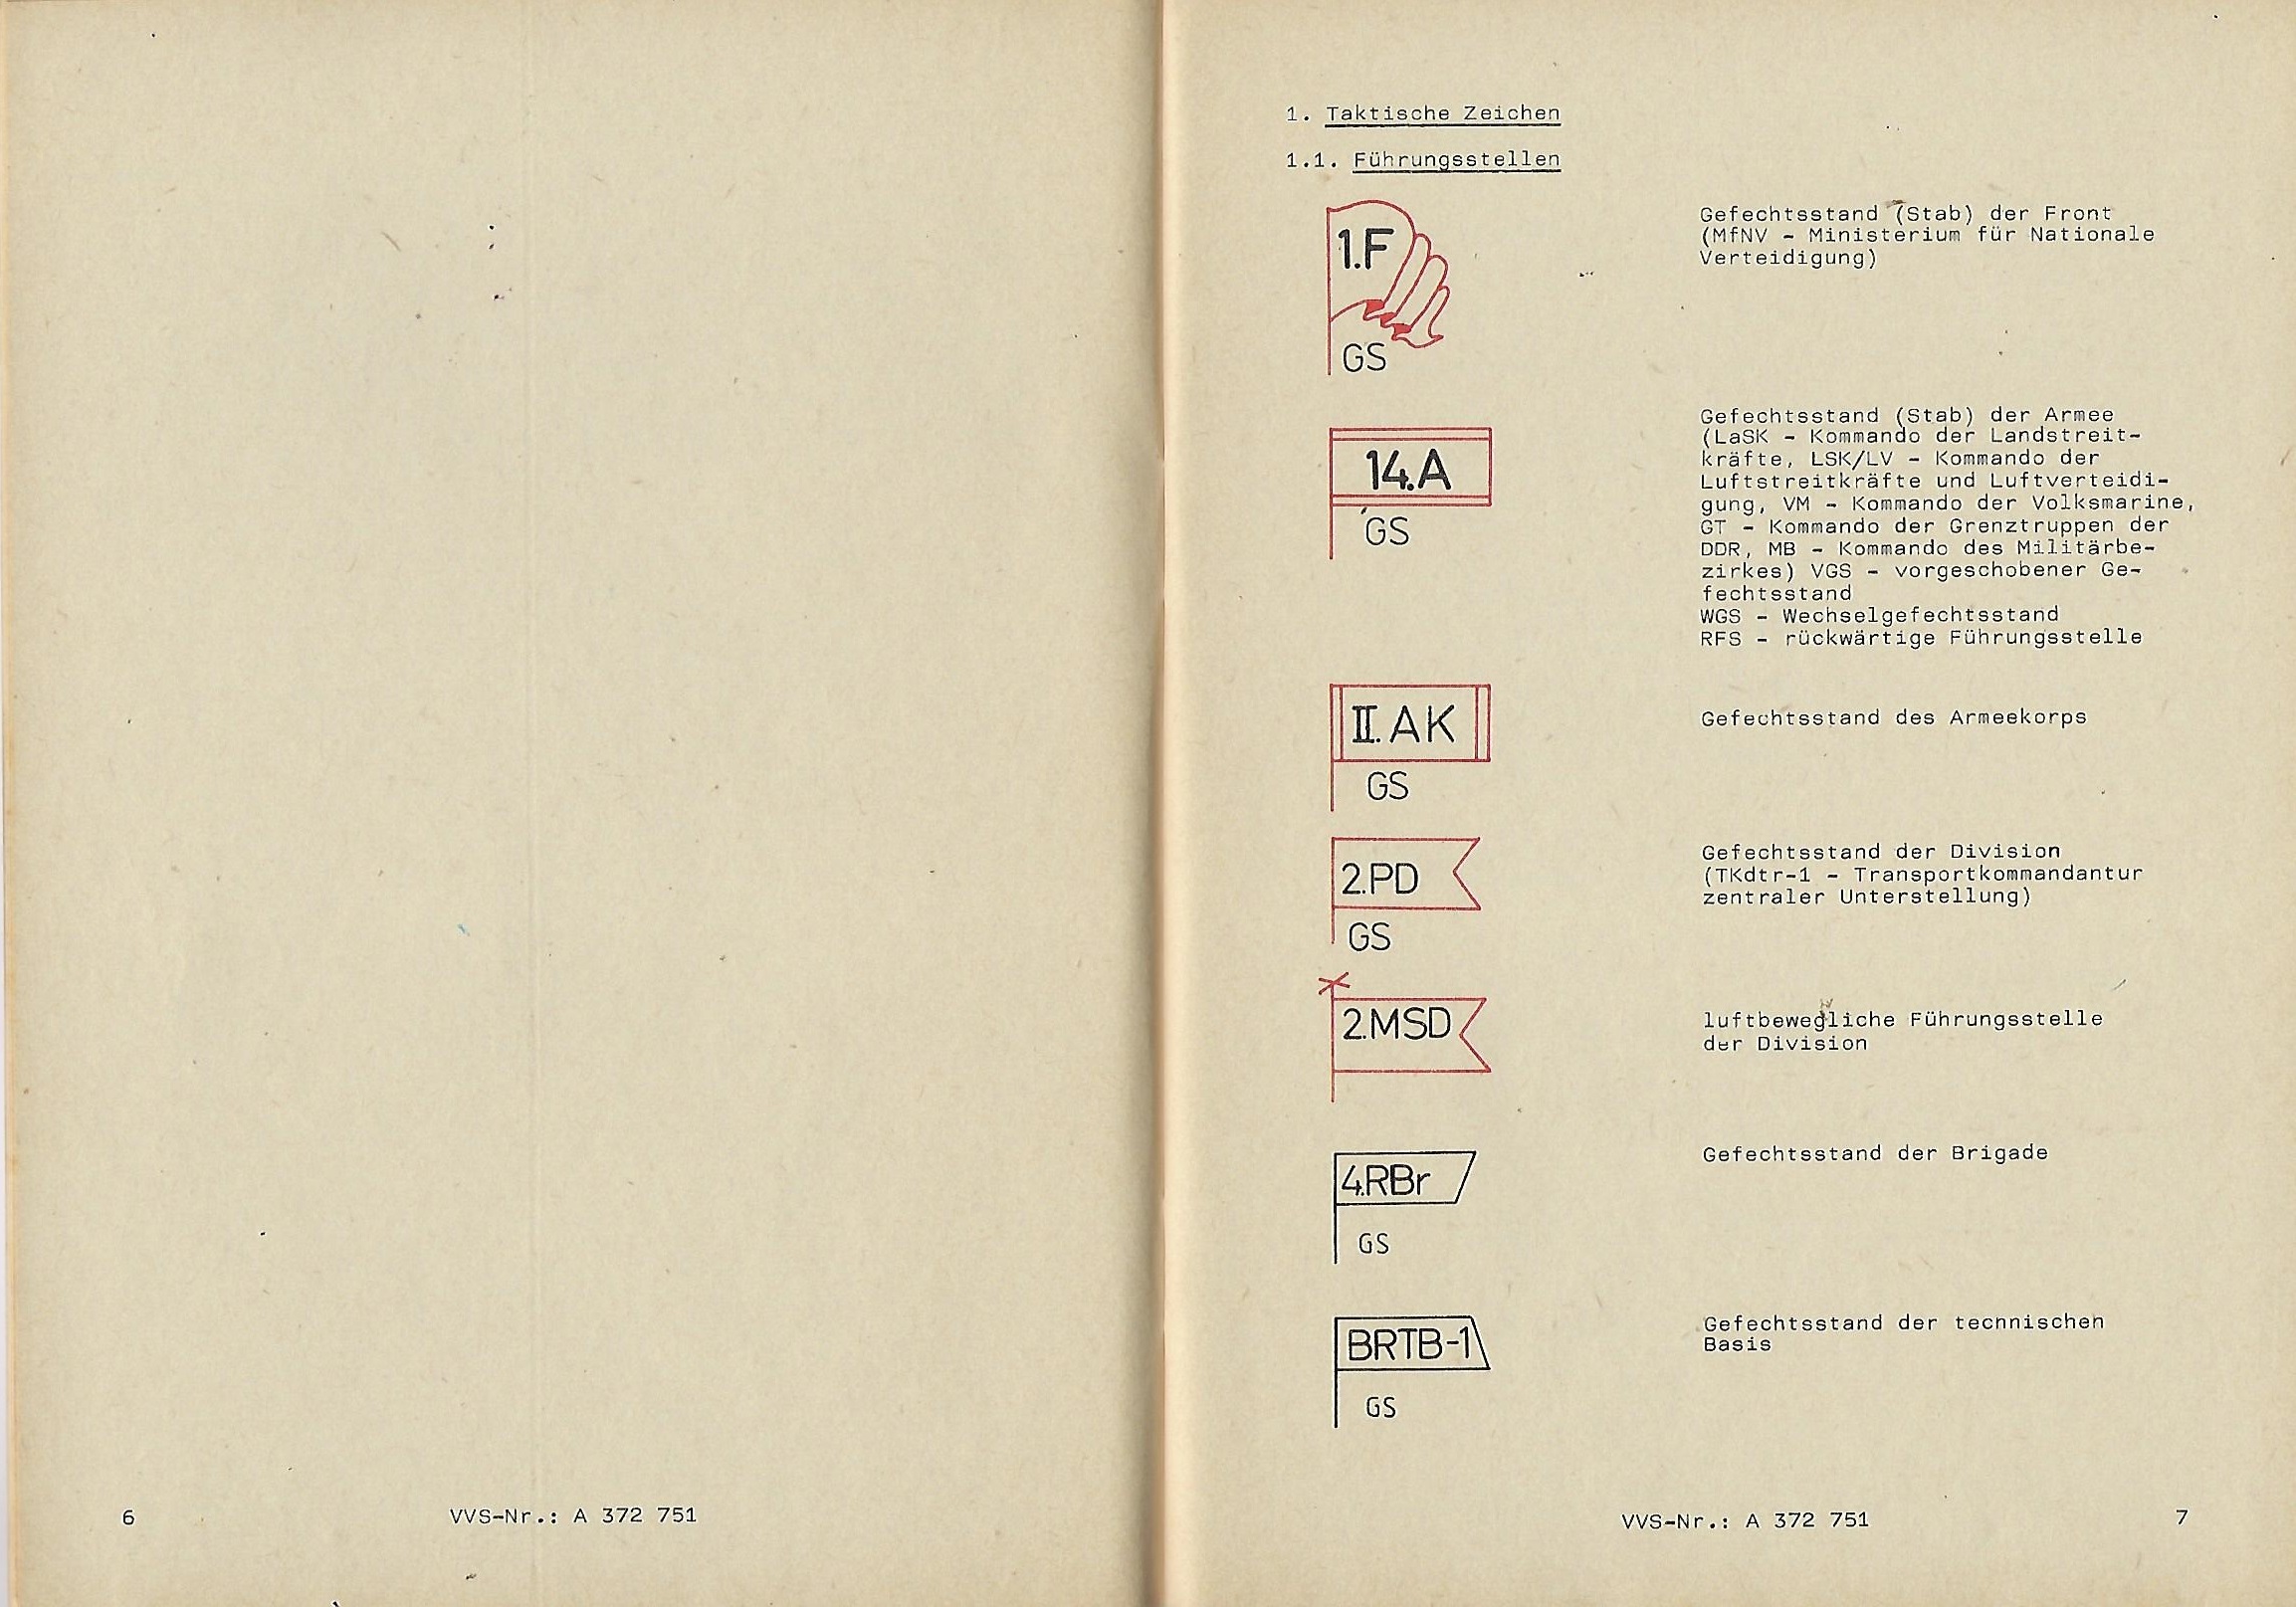 6
VVS-Nr.: A 372 751
1. Taktische Zeichen
1.1. Führungsstellen
1.F
GS
Gefechtsstand (Stab) der Front
(MfNV - Ministerium für Nationale
Verteidigung)
14.A
GS
Gefechtsstand (Stab) der Armee
(LaSK - Kommando der Landstreit-
kräfte, LSK/LV - Kommando der
Luftstreitkräfte und Luftverteidi-
gung, VM - Kommando der Volksmarine,
GT - Kommando der Grenztruppen der
DDR, MB - Kommando des Militärbe-
zirkes) VGS - vorgeschobener Ge-
fechtsstand
WGS - Wechselgefechtsstand
RFS - rückwärtige Führungsstelle
II. AK
GS
Gefechtsstand des Armeekorps
2.PD
GS
Gefechtsstand der Division
(TKdtr-1 - Transportkommandantur
zentraler Unterstellung)
2.MSD
luftbewegliche Führungsstelle
der Division
4.RBr
GS
Gefechtsstand der Brigade
BRTB-1
GS
Gefechtsstand der technischen
Basis
VVS-Nr.: A 372 751
7